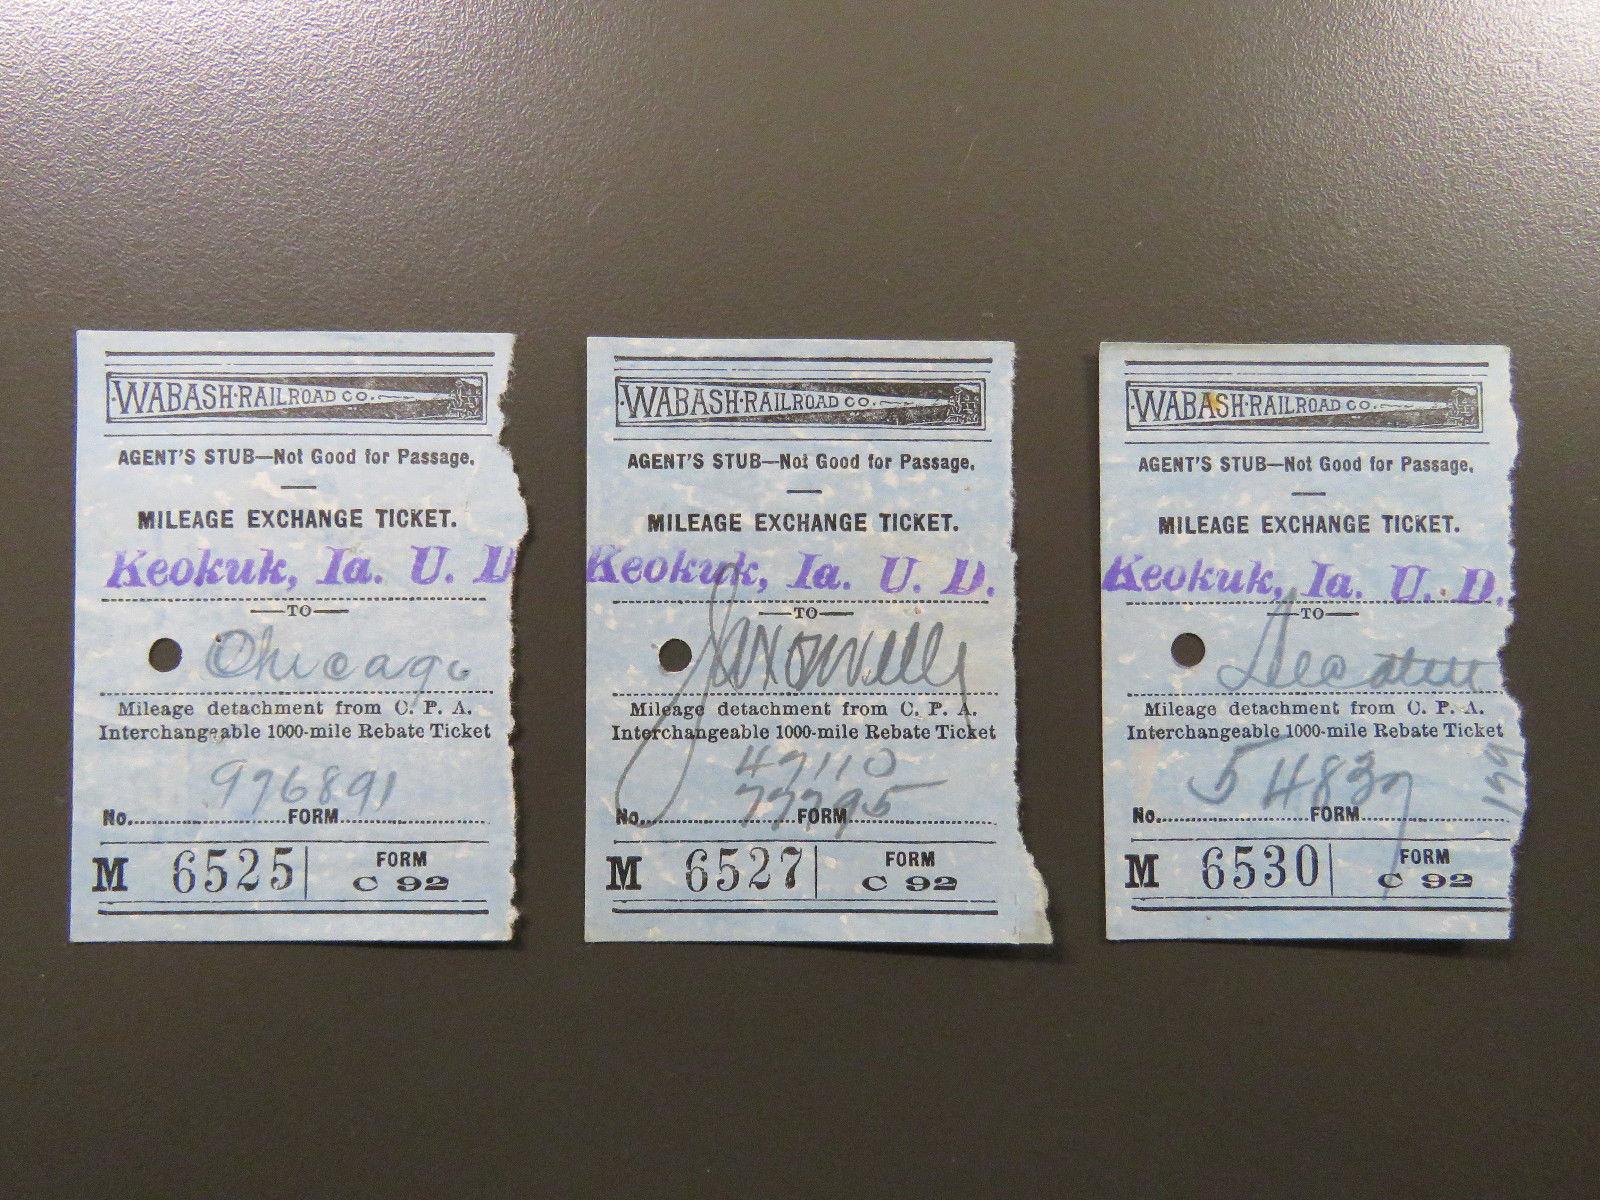 WABASH·RAILROAD CO.
AGENT'S STUB—Not Good for Passage.
MILEAGE EXCHANGE TICKET.
Keokuk, Ia. U. D
TO
Chicago
Mileage detachment from C. P. A.
Interchangeable 1000-mile Rebate Ticket
976891
No. FORM
M 6525 FORM
C 92
WABASH·RAILROAD CO.
AGENT'S STUB—Not Good for Passage.
MILEAGE EXCHANGE TICKET.
Keokuk, Ia. U. D.
TO
Mileage detachment from C. P. A.
Interchangeable 1000-mile Rebate Ticket
47110
77795
No. FORM
M 6527 FORM
C 92
WABASH·RAILROAD CO.
AGENT'S STUB—Not Good for Passage.
MILEAGE EXCHANGE TICKET.
Keokuk, Ia. U. D.
TO
Decatur
Mileage detachment from C. P. A.
Interchangeable 1000-mile Rebate Ticket
54837
No. FORM
M 6530 FORM
C 92